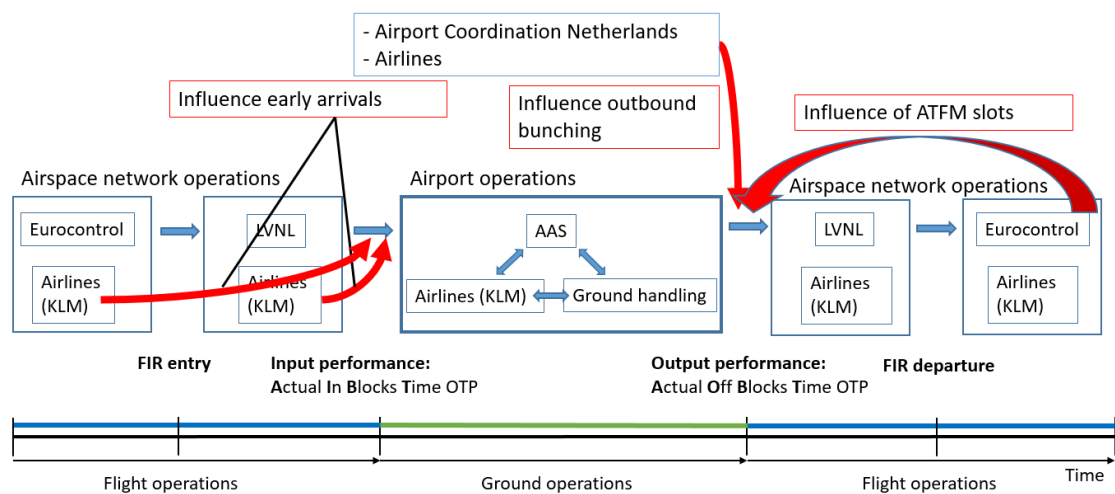 - Airport Coordination Netherlands
- Airlines
Influence early arrivals
Influence outbound
bunching
Influence of ATFM slots
Airspace network operations
Airport operations
Airspace network operations
Eurocontrol
LVNL
AAS
LVNL
Eurocontrol
Airlines
(KLM)
Airlines
(KLM)
Airlines (KLM)
Ground handling
Airlines
(KLM)
Airlines
(KLM)
FIR entry
Input performance:
Actual In Blocks Time OTP
Output performance:
Actual Off Blocks Time OTP
FIR departure
Time
Flight operations
Ground operations
Flight operations